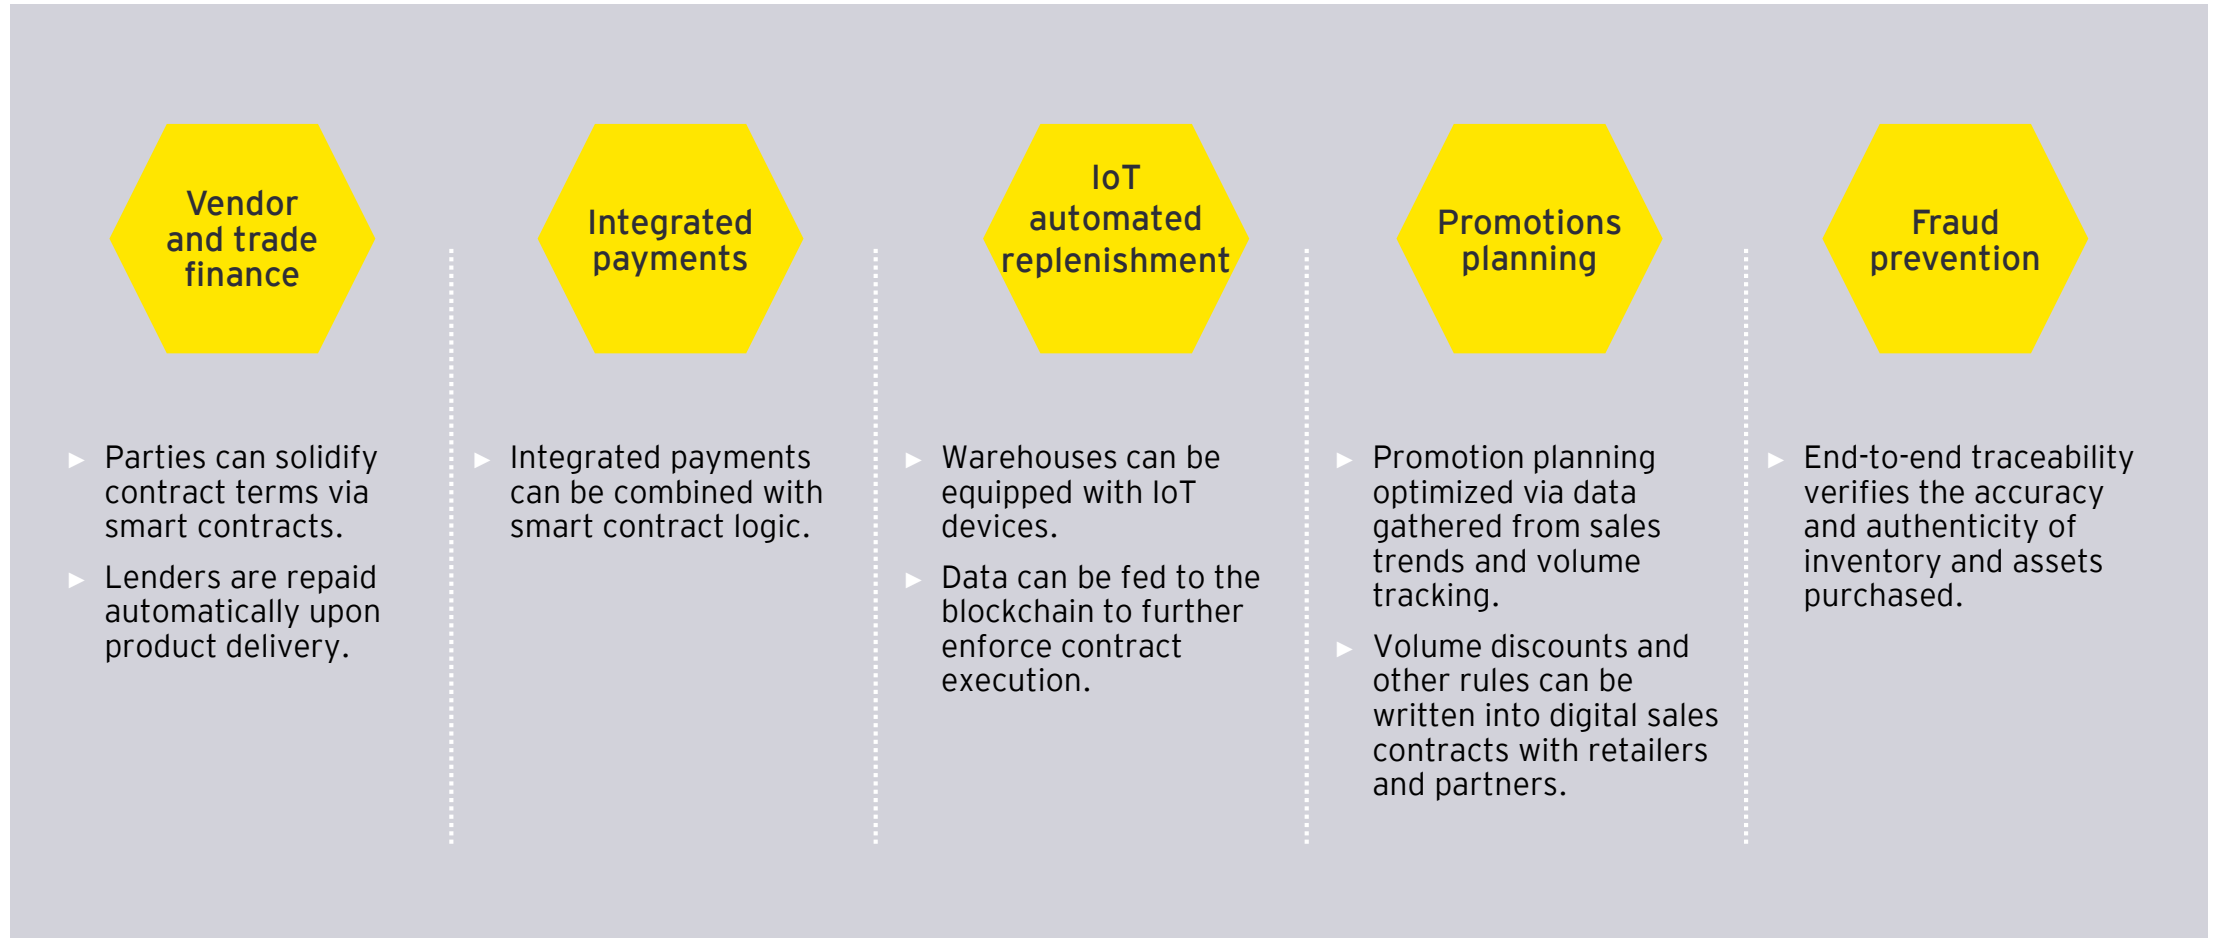 Vendor
and trade
finance
Parties can solidify
contract terms via
smart contracts.
Lenders are repaid
automatically upon
product delivery.
Integrated
payments
Integrated payments
can be combined with
smart contract logic.
IoT
automated
replenishment
Warehouses can be
equipped with IoT
devices.
Data can be fed to the
blockchain to further
enforce contract
execution.
Promotions
planning
Promotion planning
optimized via data
gathered from sales
trends and volume
tracking.
Volume discounts and
other rules can be
written into digital sales
contracts with retailers
and partners.
Fraud
prevention
End-to-end traceability
verifies the accuracy
and authenticity of
inventory and assets
purchased.